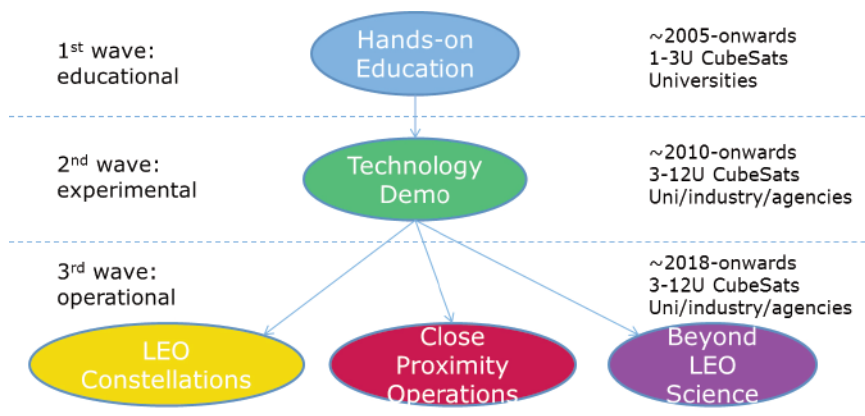 1st wave:
educational
Hands-on
Education
~2005-onwards
1-3U CubeSats
Universities
2nd wave:
experimental
Technology
Demo
~2010-onwards
3-12U CubeSats
Uni/industry/agencies
3rd wave:
operational
~2018-onwards
3-12U CubeSats
Uni/industry/agencies
LEO
Constellations
Close
Proximity
Operations
Beyond
LEO
Science